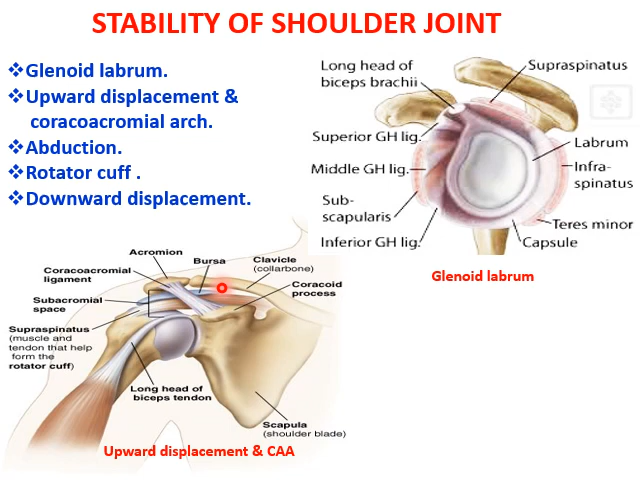 STABILITY OF SHOULDER JOINT
❖Glenoid labrum.
❖Upward displacement &
coracoacromial arch.
❖Abduction.
❖Rotator cuff .
❖Downward displacement.
Long head of
biceps brachii
Supraspinatus
Superior GH lig.
Middle GH lig.
Sub-
scapularis
Inferior GH lig.
Labrum
Infra-
spinatus
Teres minor
Capsule
Glenoid labrum
Acromion
Coracoacromial
ligament
Bursa
Clavicle
(collarbone)
Coracoid
process
Subacromial
space
Supraspinatus
(muscle and
tendon that help
form the
rotator cuff)
Long head of
biceps tendon
Scapula
(shoulder blade)
Upward displacement & CAA